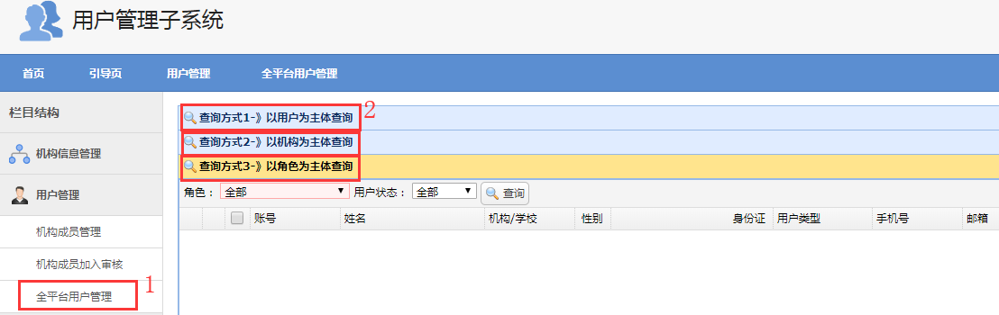 用户管理子系统
首页 引导页 用户管理 全平台用户管理
栏目结构
机构信息管理
用户管理
机构成员管理
机构成员加入审核
全平台用户管理 1
查询方式1-》以用户为主体查询 2
查询方式2-》以机构为主体查询
查询方式3-》以角色为主体查询
角色： 全部 用户状态： 全部 查询
账号 姓名 机构/学校 性别 身份证 用户类型 手机号 邮箱